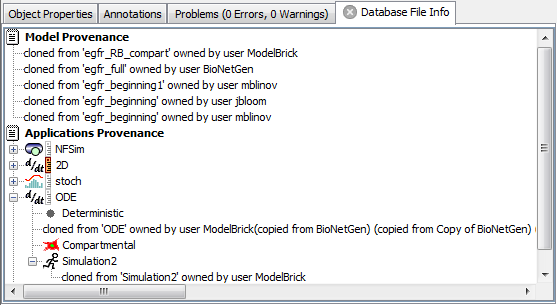 Object Properties Annotations Problems (0 Errors, 0 Warnings) Database File Info
Model Provenance
cloned from 'egfr_RB_compart' owned by user ModelBrick
cloned from 'egfr_full' owned by user BioNetGen
cloned from 'egfr_beginning1' owned by user mblinov
cloned from 'egfr_beginning' owned by user jbloom
cloned from 'egfr_beginning' owned by user mblinov
Applications Provenance
NFSim
d/dt 2D
stoch
d/dt ODE
Deterministic
cloned from 'ODE' owned by user ModelBrick(copied from BioNetGen) (copied from Copy of BioNetGen) (
Compartmental
Simulation2
cloned from 'Simulation2' owned by user ModelBrick